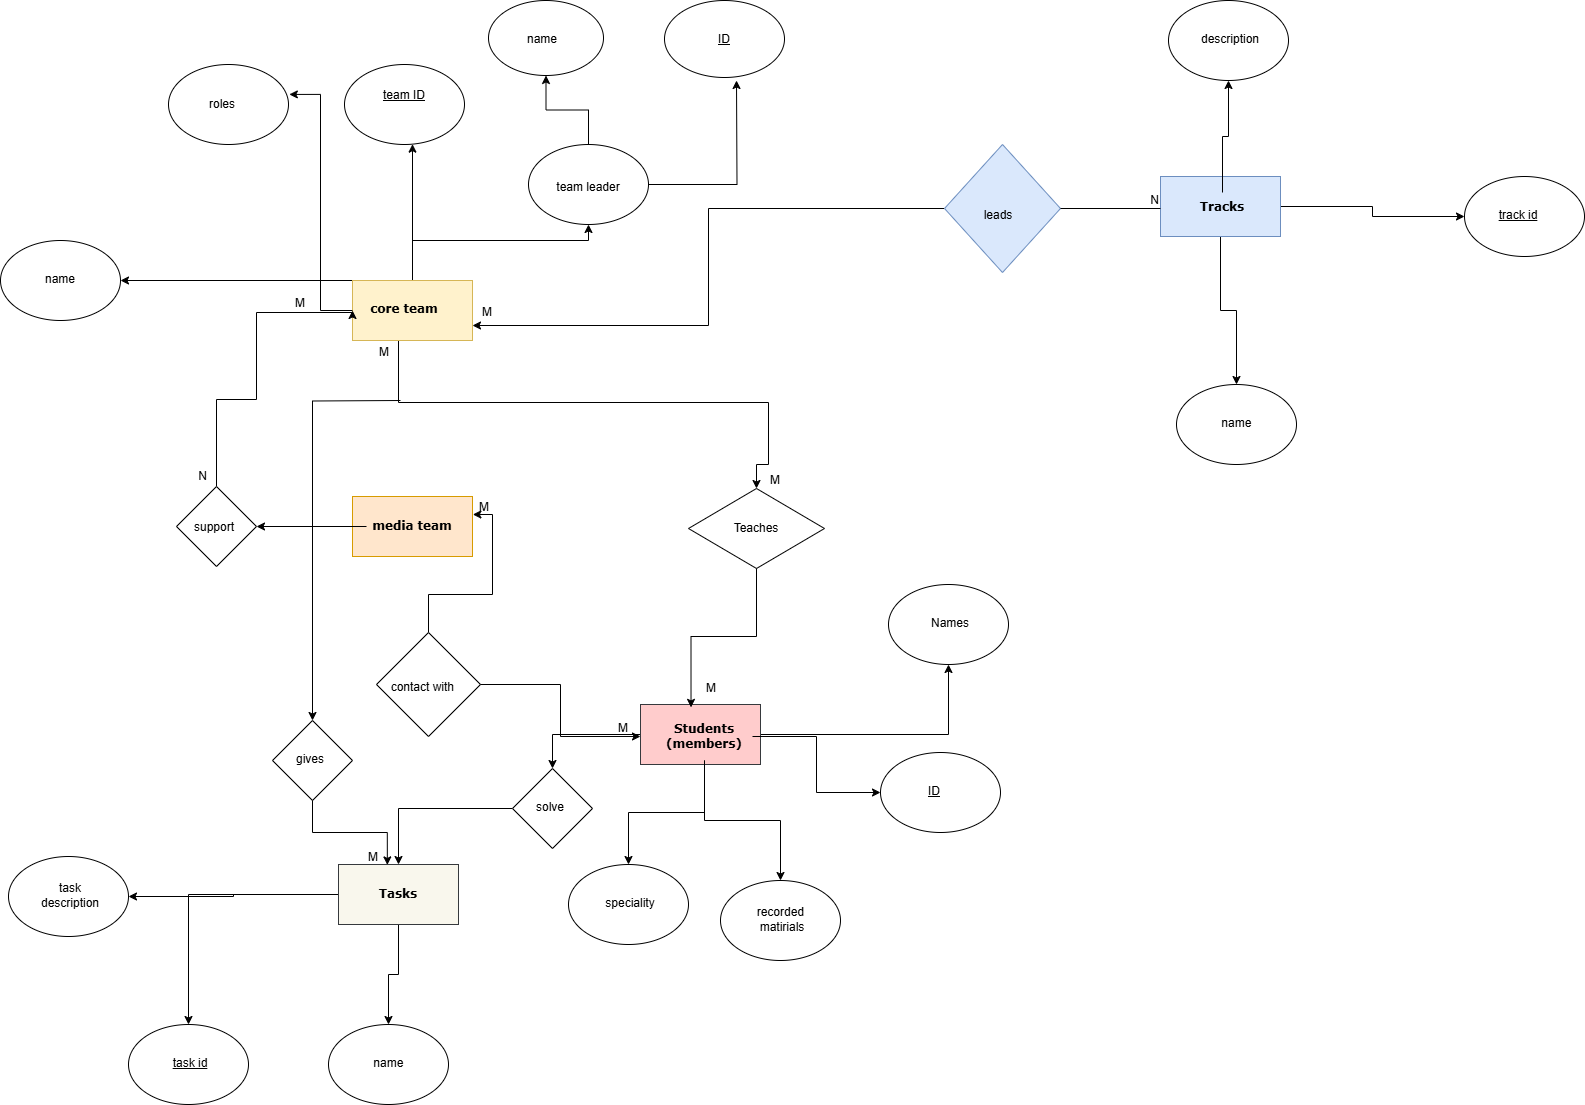 name
ID
description
roles
team ID
team leader
N
Tracks
track id
leads
name
M
core team
M
M
name
N
support
media team
M
M
Teaches
Names
contact with
M
M
Students
(members)
gives
ID
solve
M
Tasks
task
description
speciality
recorded
matirials
task id
name